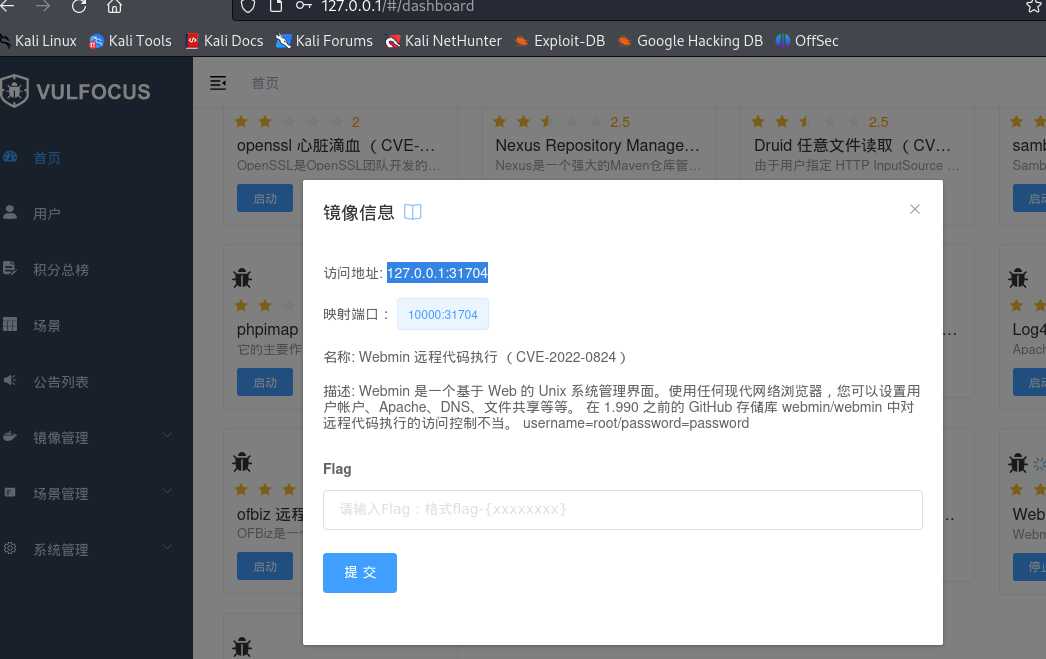 127.0.0.1/#/dashboard
Kali Linux Kali Tools Kali Docs Kali Forums Kali NetHunter Exploit-DB Google Hacking DB OffSec
VULFOCUS
首页
首页
用户
积分总榜
场景
公告列表
镜像管理
场景管理
系统管理
2
openssl 心脏滴血 （CVE-...
OpenSSL是OpenSSL团队开发的...
启动
2.5
Nexus Repository Manage...
Nexus是一个强大的Maven仓库管...
2.5
Druid 任意文件读取 （CV...
由于用户指定 HTTP InputSource ...
samb
Samb
启动
phpimap
它的主要作
启动
...
Log4
Apach
启动
ofbiz 远程
OFBiz是一个
启动
...
Web
Webm
停止
镜像信息
访问地址: 127.0.0.1:31704
映射端口： 10000:31704
名称: Webmin 远程代码执行 （CVE-2022-0824）
描述: Webmin 是一个基于 Web 的 Unix 系统管理界面。使用任何现代网络浏览器，您可以设置用
户帐户、Apache、DNS、文件共享等等。 在 1.990 之前的 GitHub 存储库 webmin/webmin 中对
远程代码执行的访问控制不当。 username=root/password=password
Flag
请输入Flag：格式flag-{xxxxxxxx}
提 交